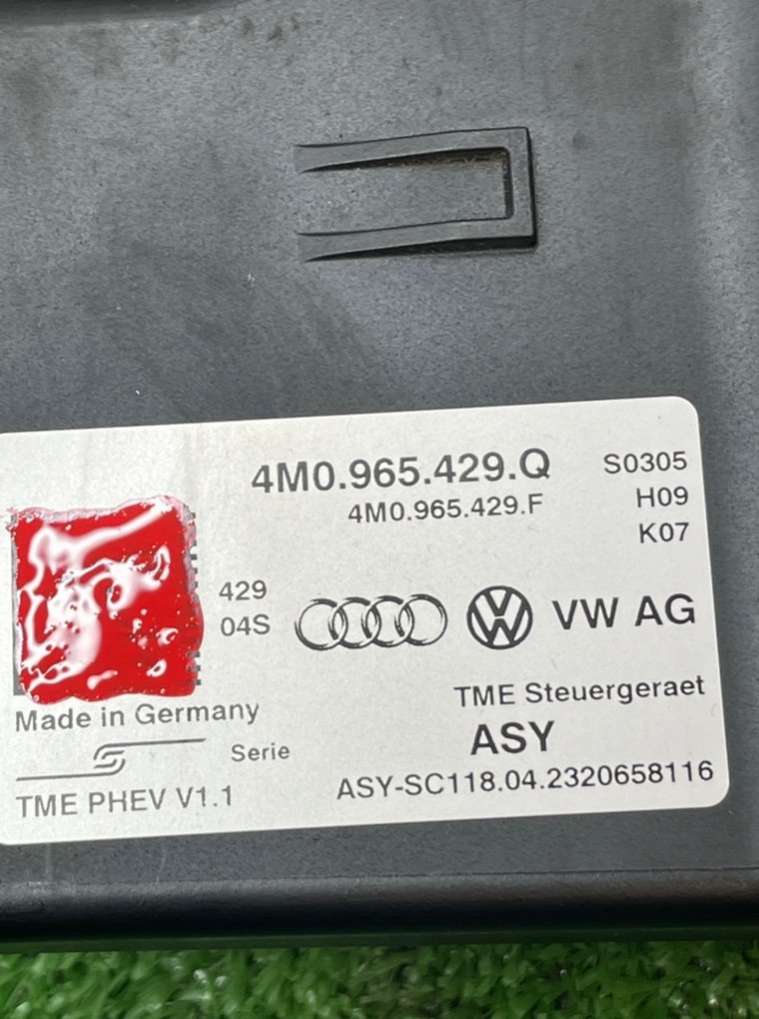 4M0.965.429.Q
4M0.965.429.F
S0305
H09
K07
429
04S
VW AG
Made in Germany
Serie
TME PHEV V1.1
TME Steuergeraet
ASY
ASY-SC118.04.2320658116